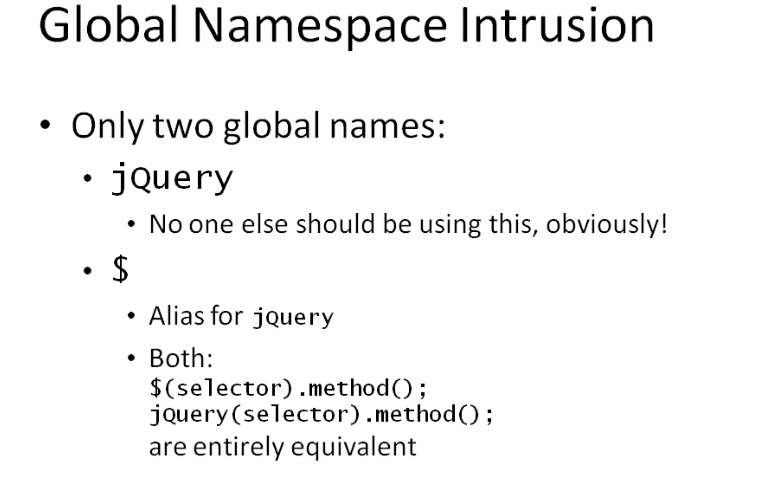 Global Namespace Intrusion
• Only two global names:
• jQuery
• No one else should be using this, obviously!
• $
• Alias for jQuery
• Both:
$(selector).method();
jQuery(selector).method();
are entirely equivalent